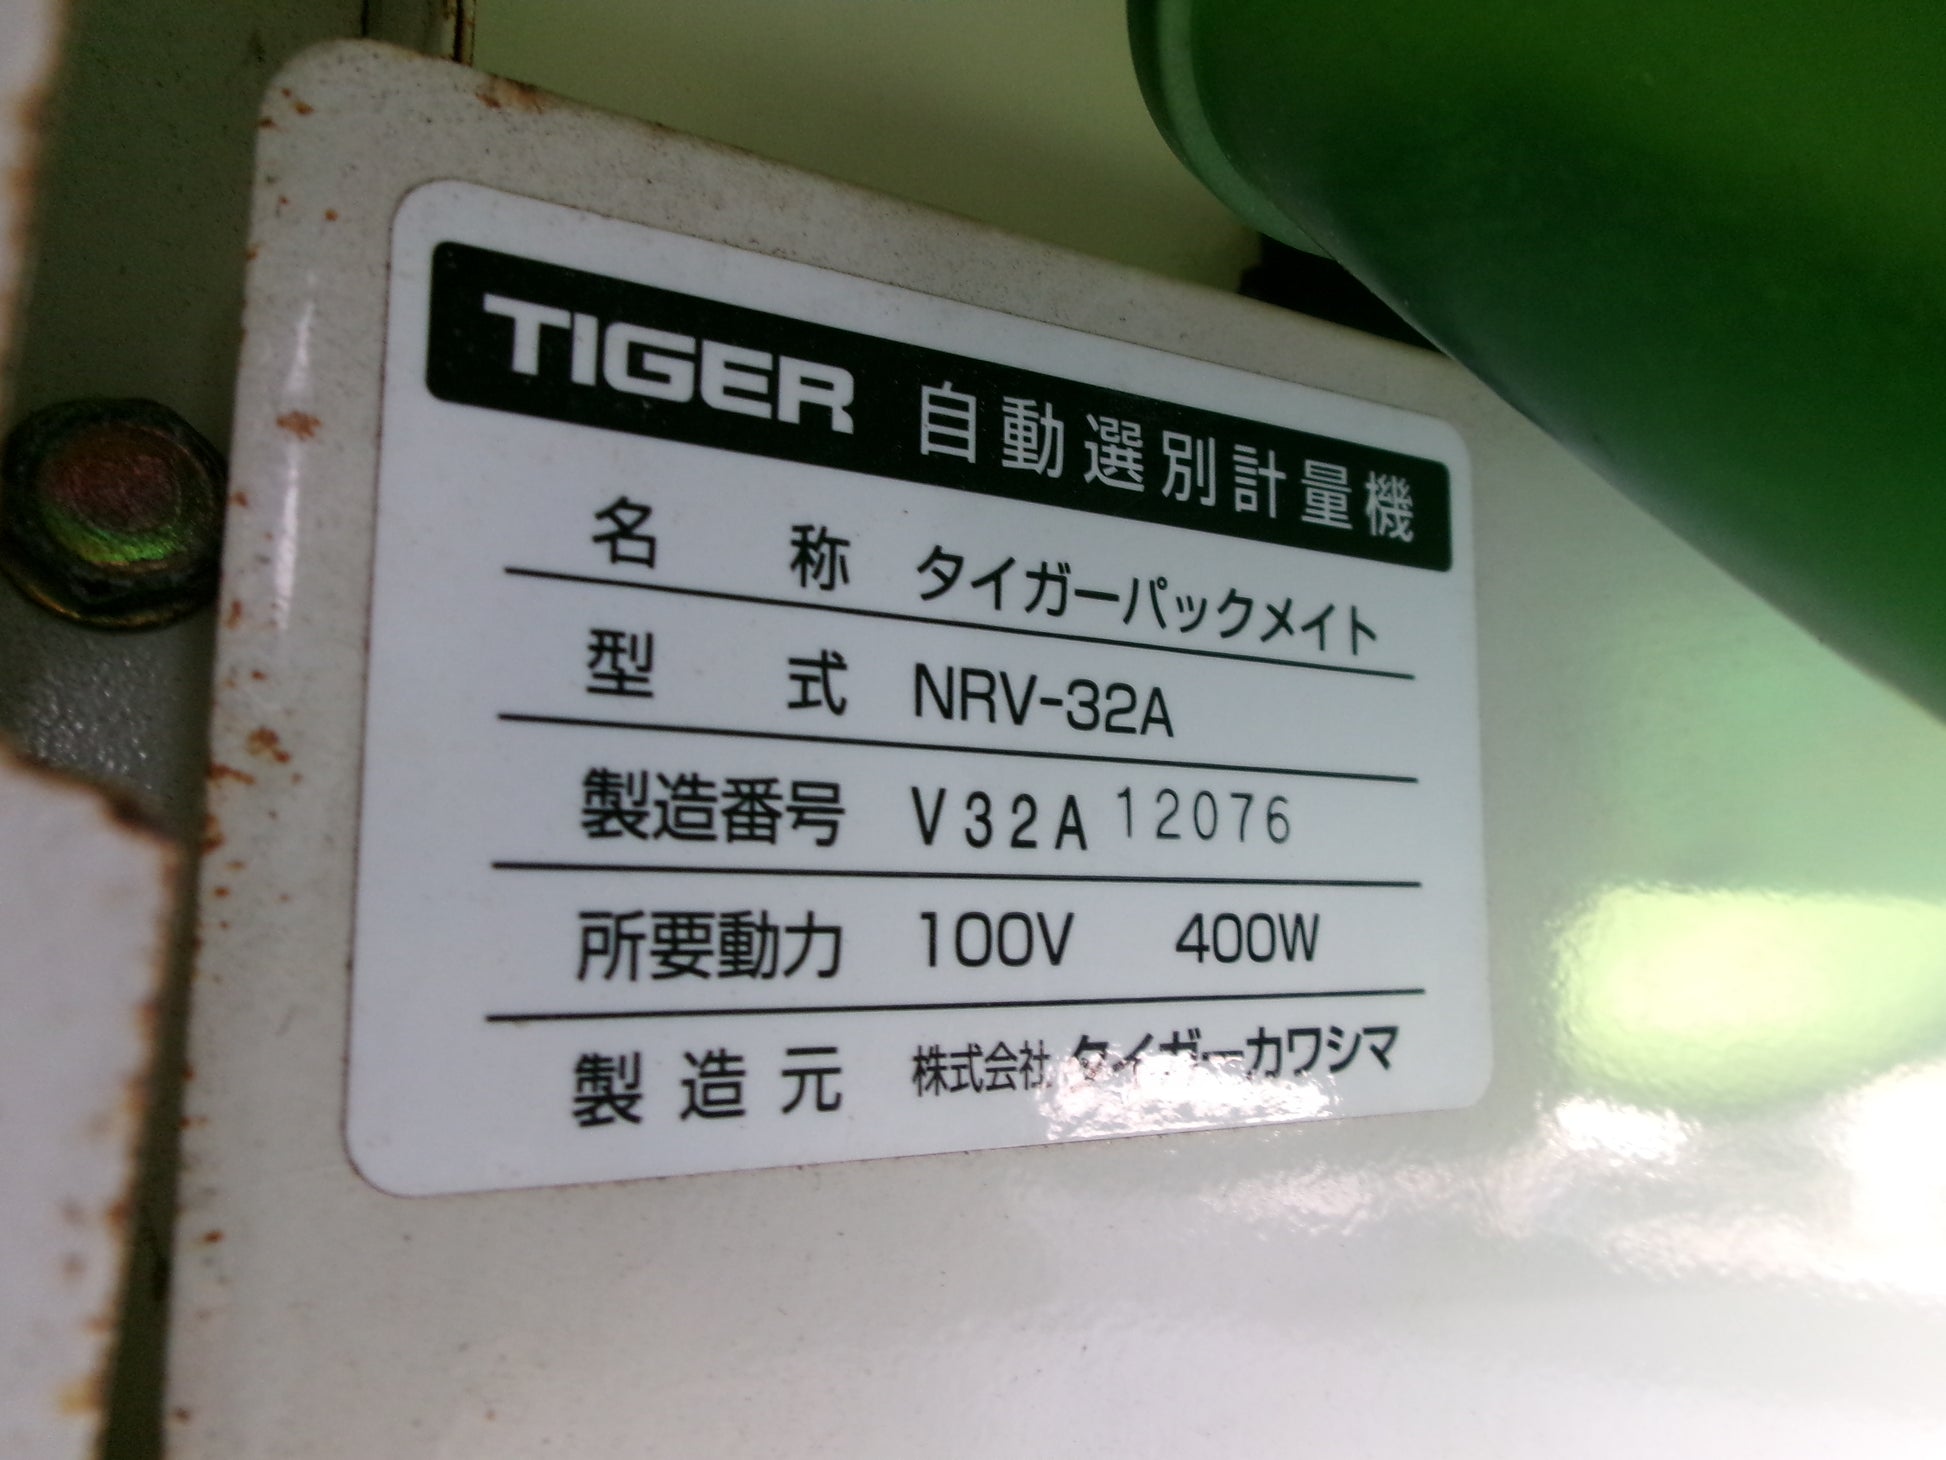 TIGER 自動選別計量機
名称 タイガーパックメイト
型式 NRV-32A
製造番号 V32A 12076
所要動力 100V 400W
製造元 株式会社 タイガーカワシマ